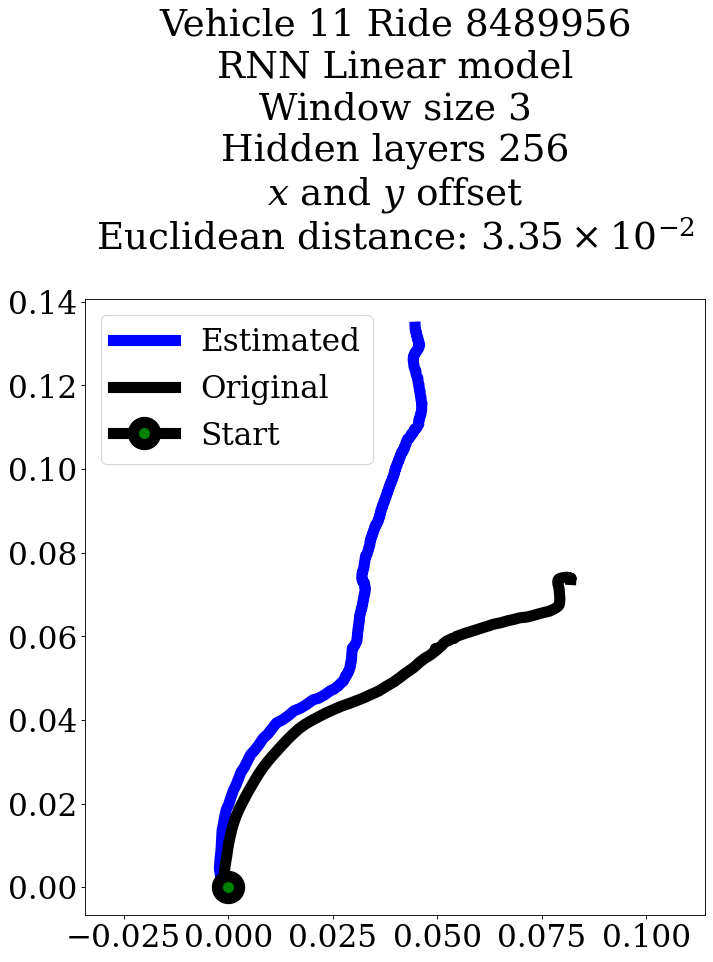 Vehicle 11 Ride 8489956
RNN Linear model
Window size 3
Hidden layers 256
x and y offset
Euclidean distance: 3.35 × 10⁻²
0.14
0.12
0.10
0.08
0.06
0.04
0.02
0.00
Estimated
Original
Start
−0.025 0.000 0.025 0.050 0.075 0.100